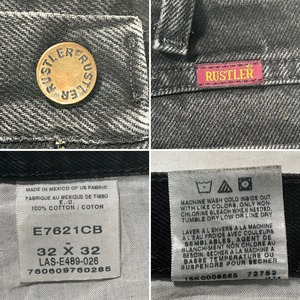 RUSTLER·RUSTLER·
RUSTLER
MADE IN MEXICO OF US FABRIC
FABRIQUE AU MEXIQUE DE TISSU
E.-U.
100% COTTON / COTON
E7621CB
X
32 32
LAS-E489-026
760609760285
MACHINE WASH COLD INSIDE OUT
WITH LIKE COLORS. ONLY NON-
CHLORINE BLEACH WHEN NEEDED.
TUMBLE DRY LOW OR LINE DRY
LAVER A L'ENVERS A LA MACHINE
72752